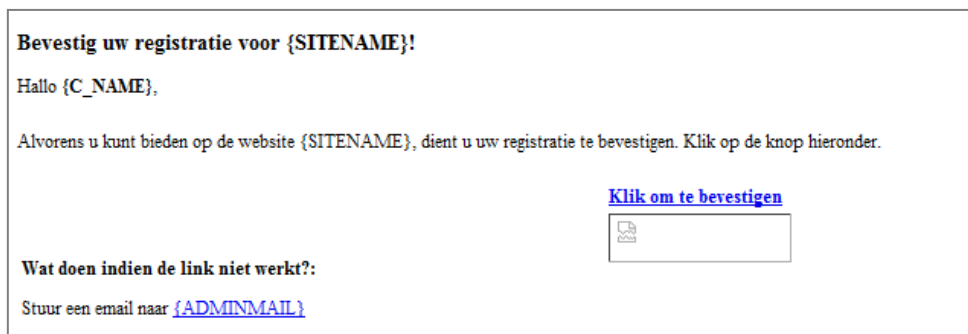 Bevestig uw registratie voor {SITENAME}!
Hallo {C_NAME},
Alvorens u kunt bieden op de website {SITENAME}, dient u uw registratie te bevestigen. Klik op de knop hieronder.
Klik om te bevestigen
Wat doen indien de link niet werkt?:
Stuur een email naar {ADMINMAIL}